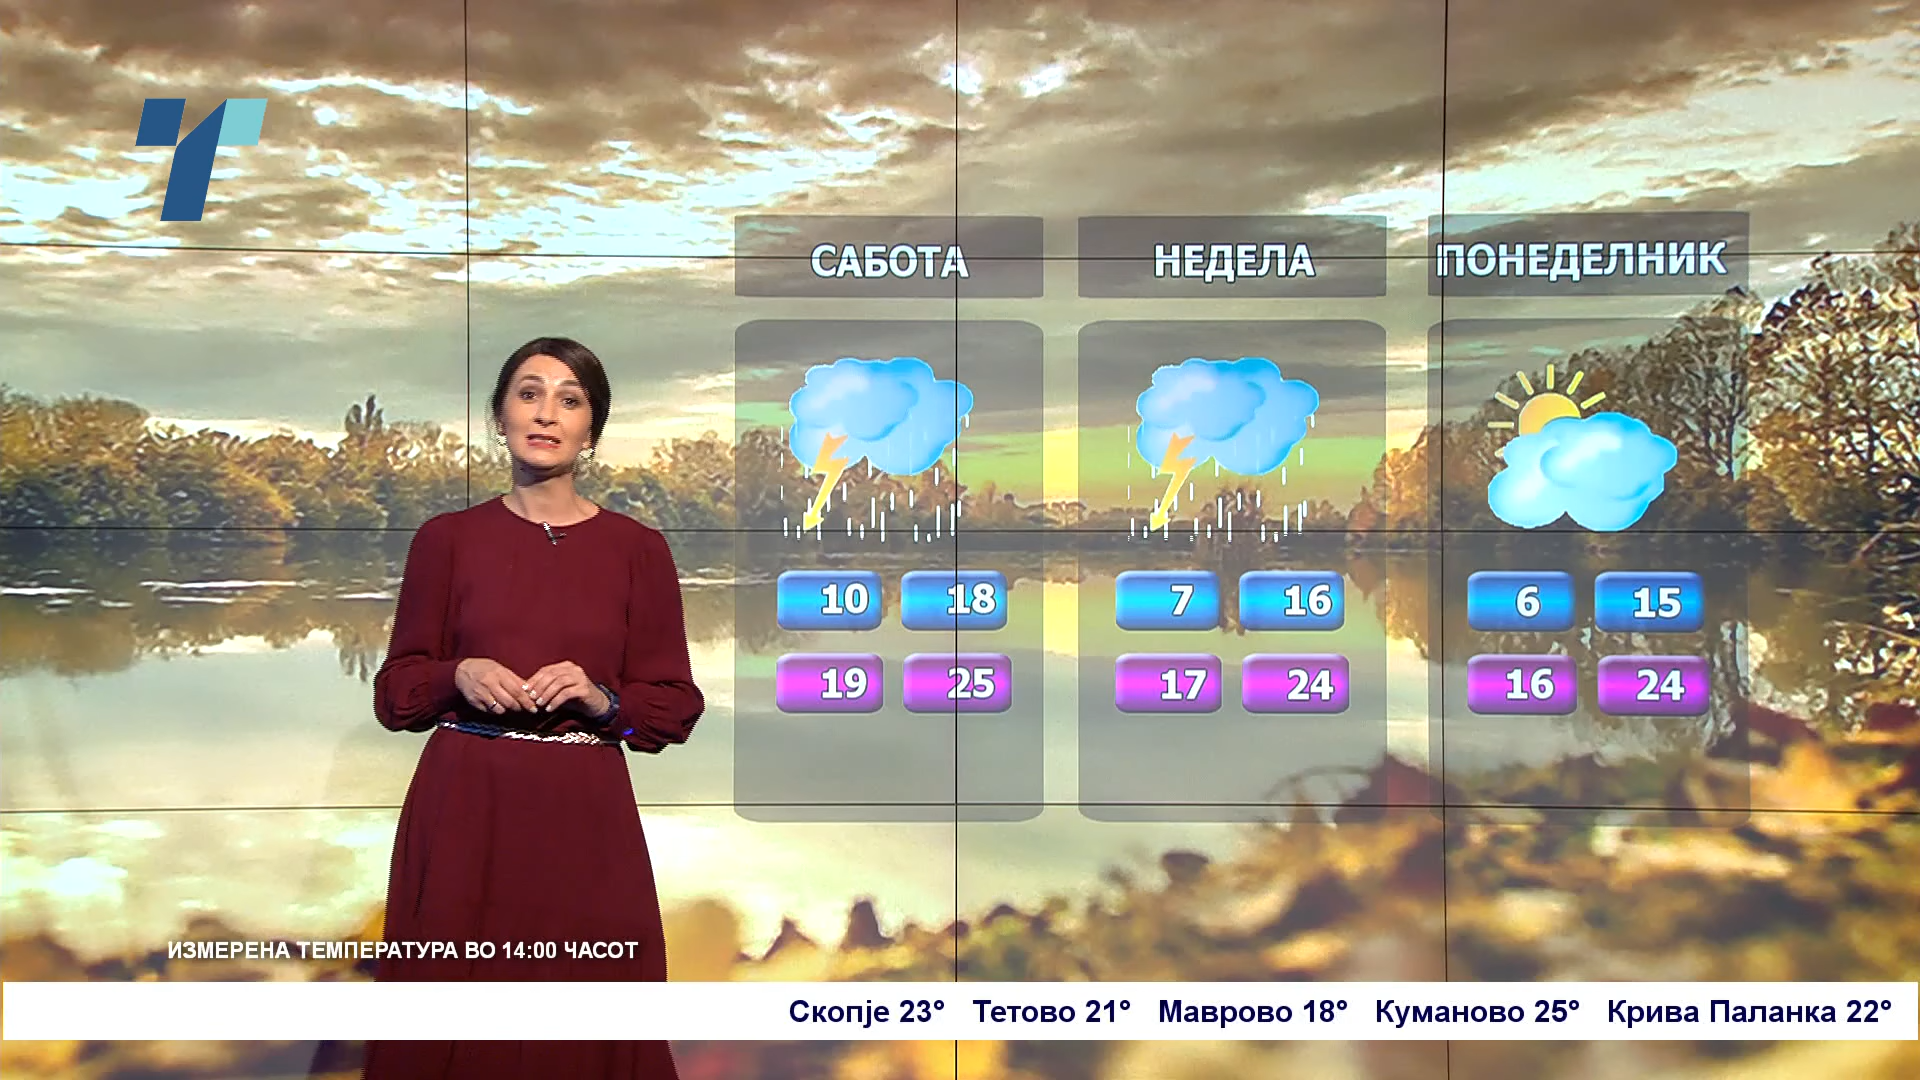 САБОТА НЕДЕЛА ПОНЕДЕЛНИК
10 18 7 16 6 15
19 25 17 24 16 24
ИЗМЕРЕНА ТЕМПЕРАТУРА ВО 14:00 ЧАСОТ
Скопје 23° Тетово 21° Маврово 18° Куманово 25° Крива Паланка 22°